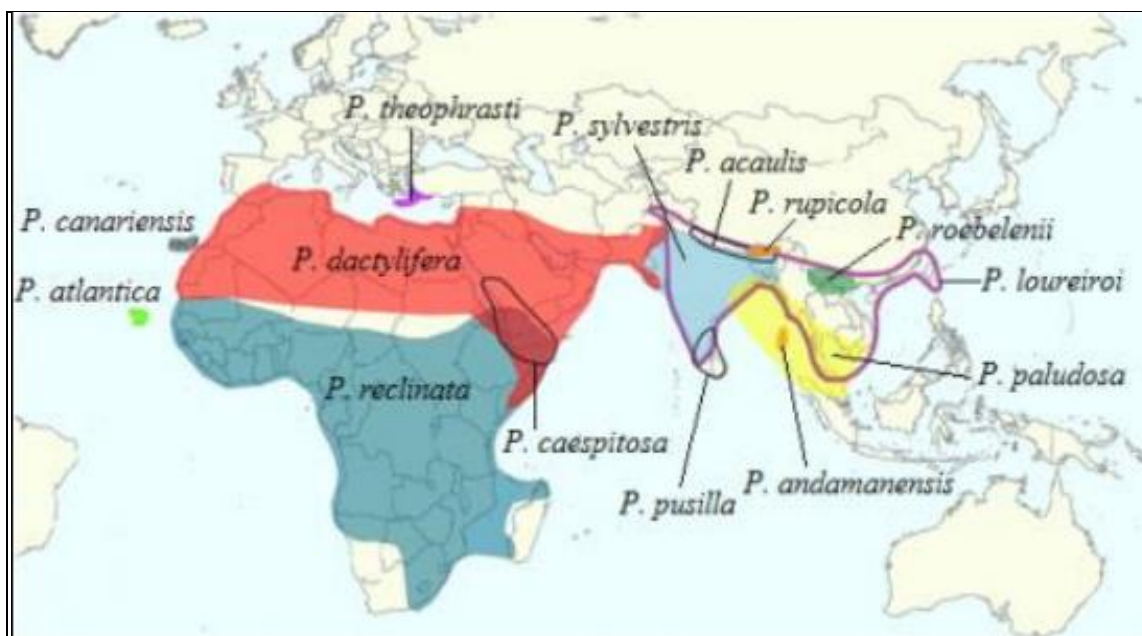 P. theophrasti
P. sylvestris
P. acaulis
P. rupicola
P. canariensis
P. roebelenii
P. dactylifera
P. loureiroi
P. atlantica
P. paludosa
P. reclinata
P. caespitosa
P. andamanensis
P. pusilla